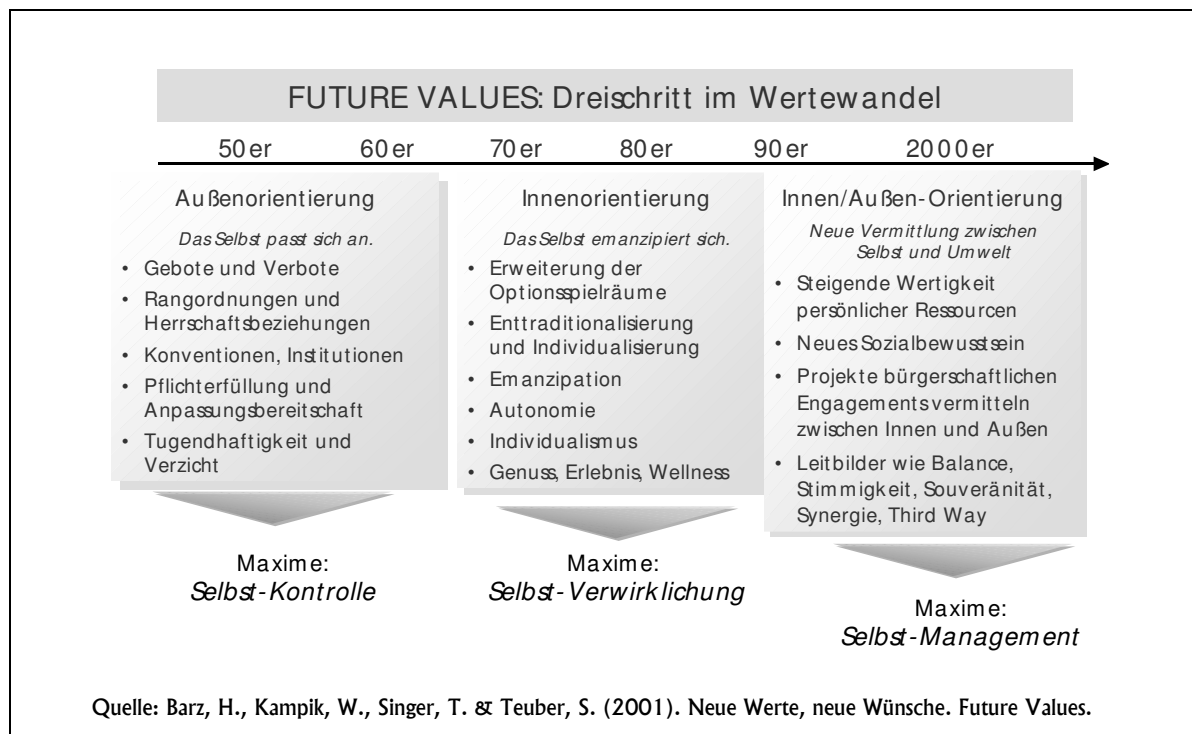 FUTURE VALUES: Dreischritt im Wertewandel
50er 60er 70er 80er 90er 2000er
Außenorientierung
Das Selbst passt sich an.
• Gebote und Verbote
• Rangordnungen und
Herrschaftsbeziehungen
• Konventionen, Institutionen
• Pflichterfüllung und
Anpassungsbereitschaft
• Tugendhaftigkeit und
Verzicht
Maxime:
Selbst-Kontrolle
Innenorientierung
Das Selbst emanzipiert sich.
• Erweiterung der
Optionsspielräume
• Enttraditionalisierung
und Individualisierung
• Emanzipation
• Autonomie
• Individualismus
• Genuss, Erlebnis, Wellness
Maxime:
Selbst-Verwirklichung
Innen/Außen-Orientierung
Neue Vermittlung zwischen
Selbst und Umwelt
• Steigende Wertigkeit
persönlicher Ressourcen
• Neues Sozialbewusstsein
• Projekte bürgerschaftlichen
Engagements vermitteln
zwischen Innen und Außen
• Leitbilder wie Balance,
Stimmigkeit, Souveränität,
Synergie, Third Way
Maxime:
Selbst-Management
Quelle: Barz, H., Kampik, W., Singer, T. & Teuber, S. (2001). Neue Werte, neue Wünsche. Future Values.